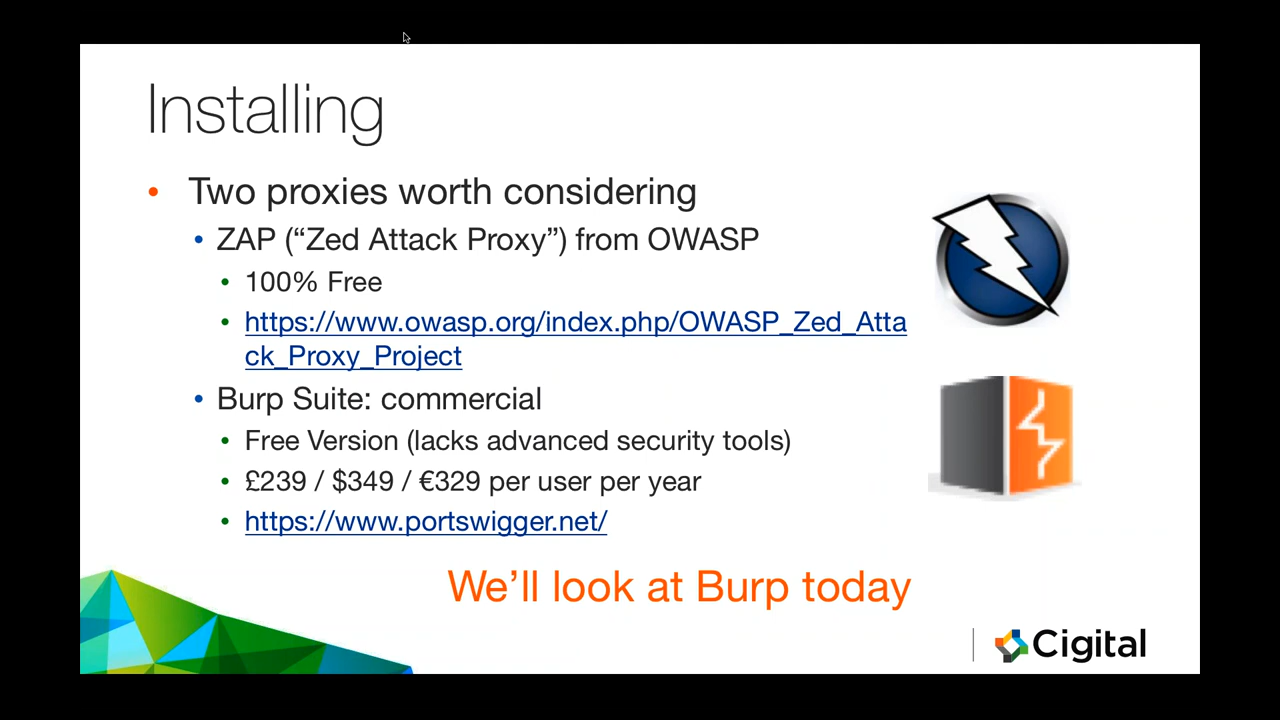 Installing
• Two proxies worth considering
• ZAP (“Zed Attack Proxy”) from OWASP
• 100% Free
• https://www.owasp.org/index.php/OWASP_Zed_Atta
ck_Proxy_Project
• Burp Suite: commercial
• Free Version (lacks advanced security tools)
• £239 / $349 / €329 per user per year
• https://www.portswigger.net/
We’ll look at Burp today
Cigital